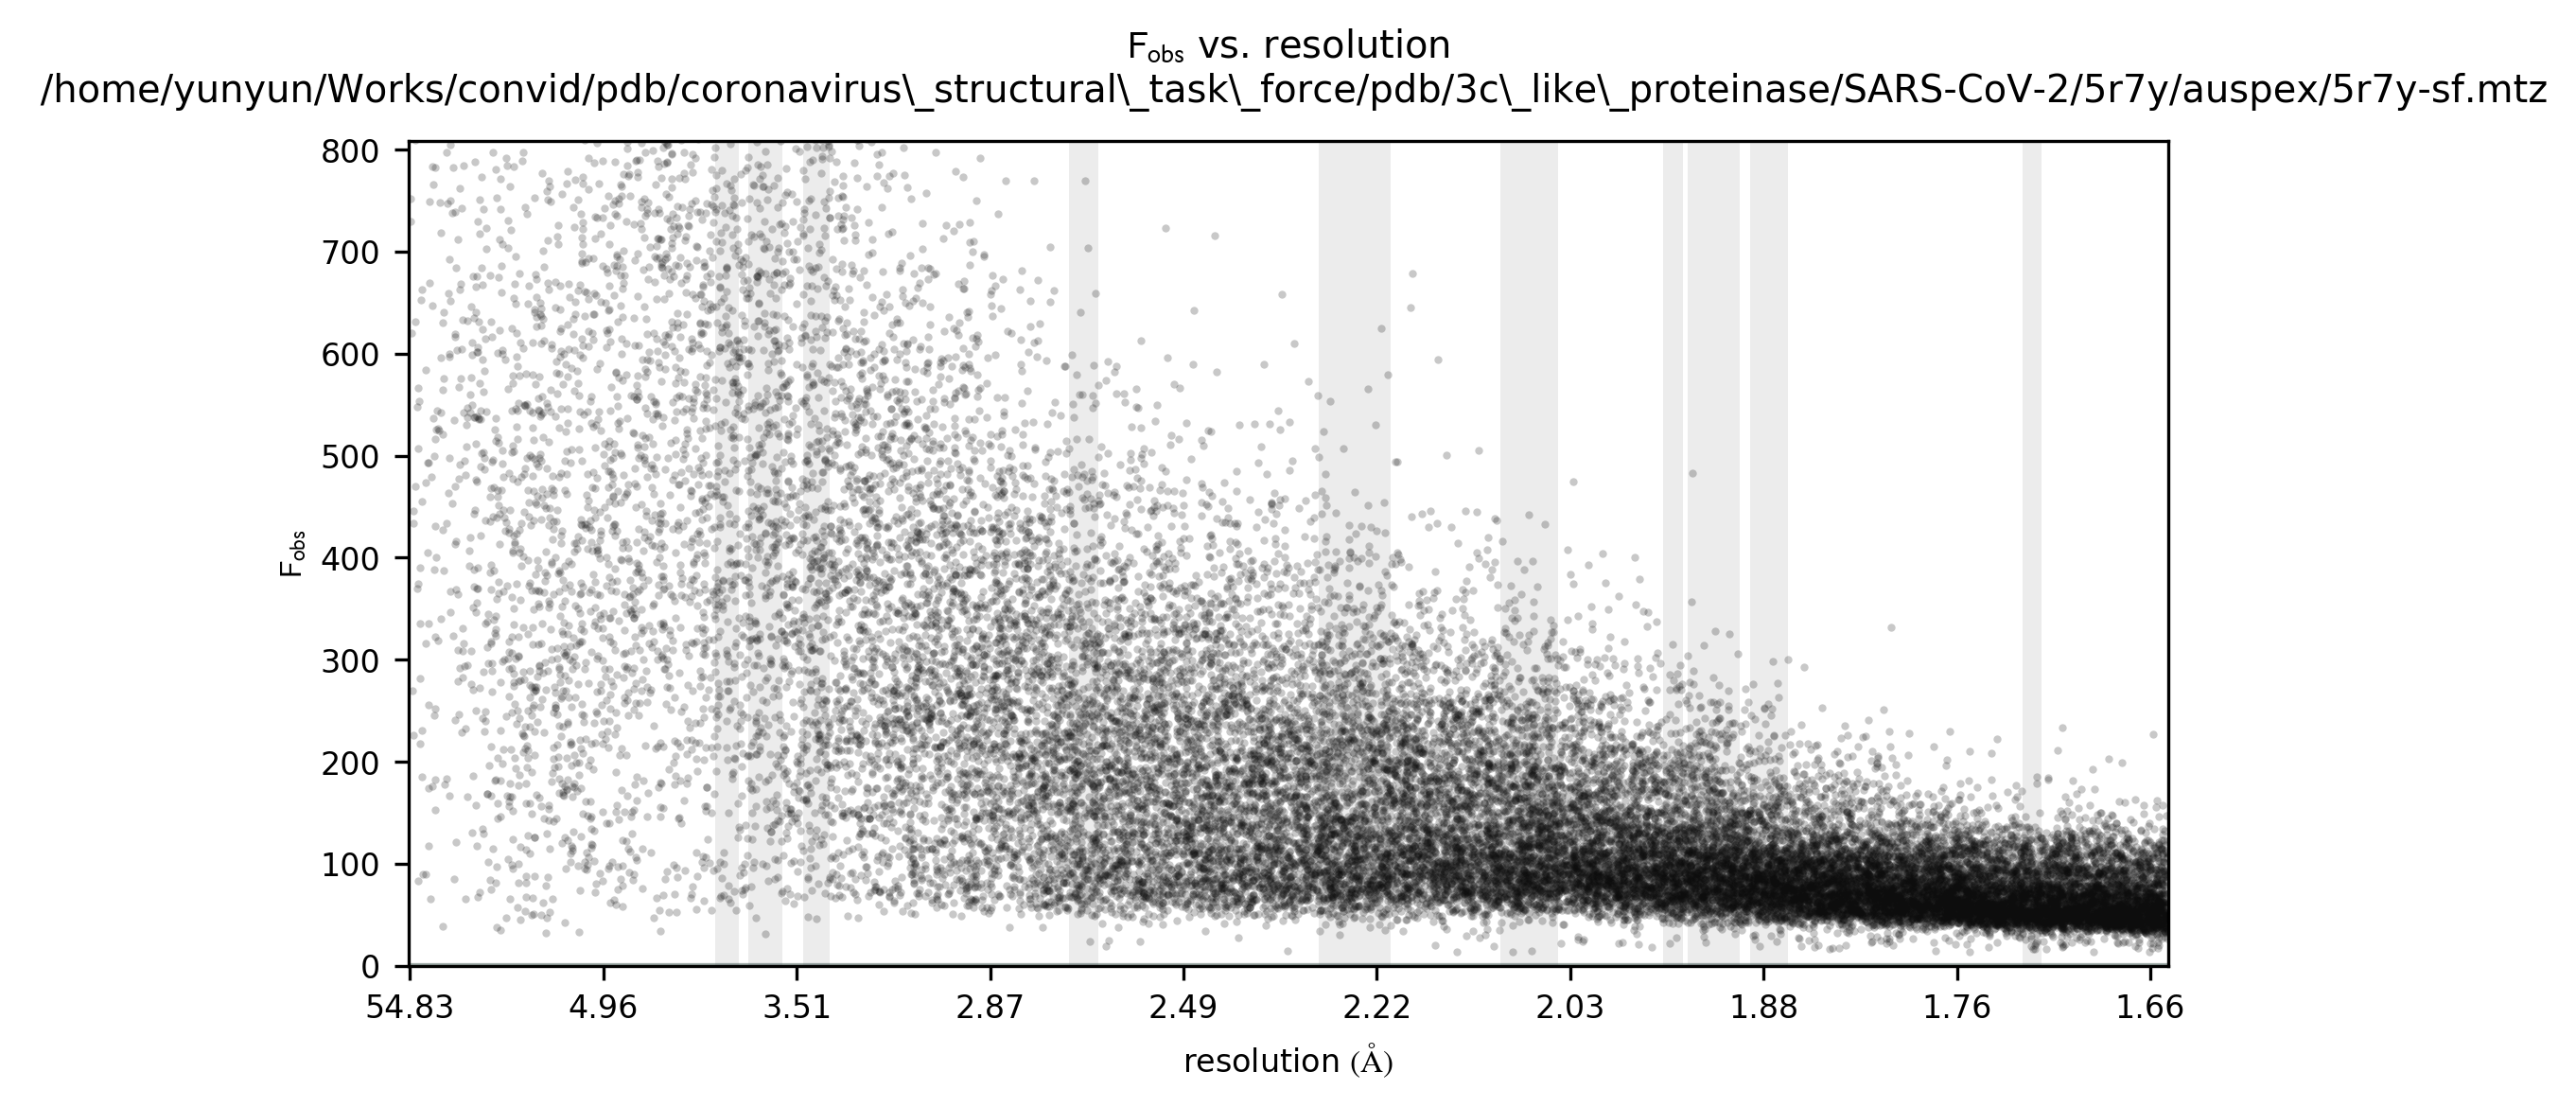 F_obs vs. resolution
/home/yunyun/Works/convid/pdb/coronavirus\_structural\_task\_force/pdb/3c\_like\_proteinase/SARS-CoV-2/5r7y/auspex/5r7y-sf.mtz
800
700
600
500
400
300
200
100
0
F_obs
54.83 4.96 3.51 2.87 2.49 2.22 2.03 1.88 1.76 1.66
resolution (Å)